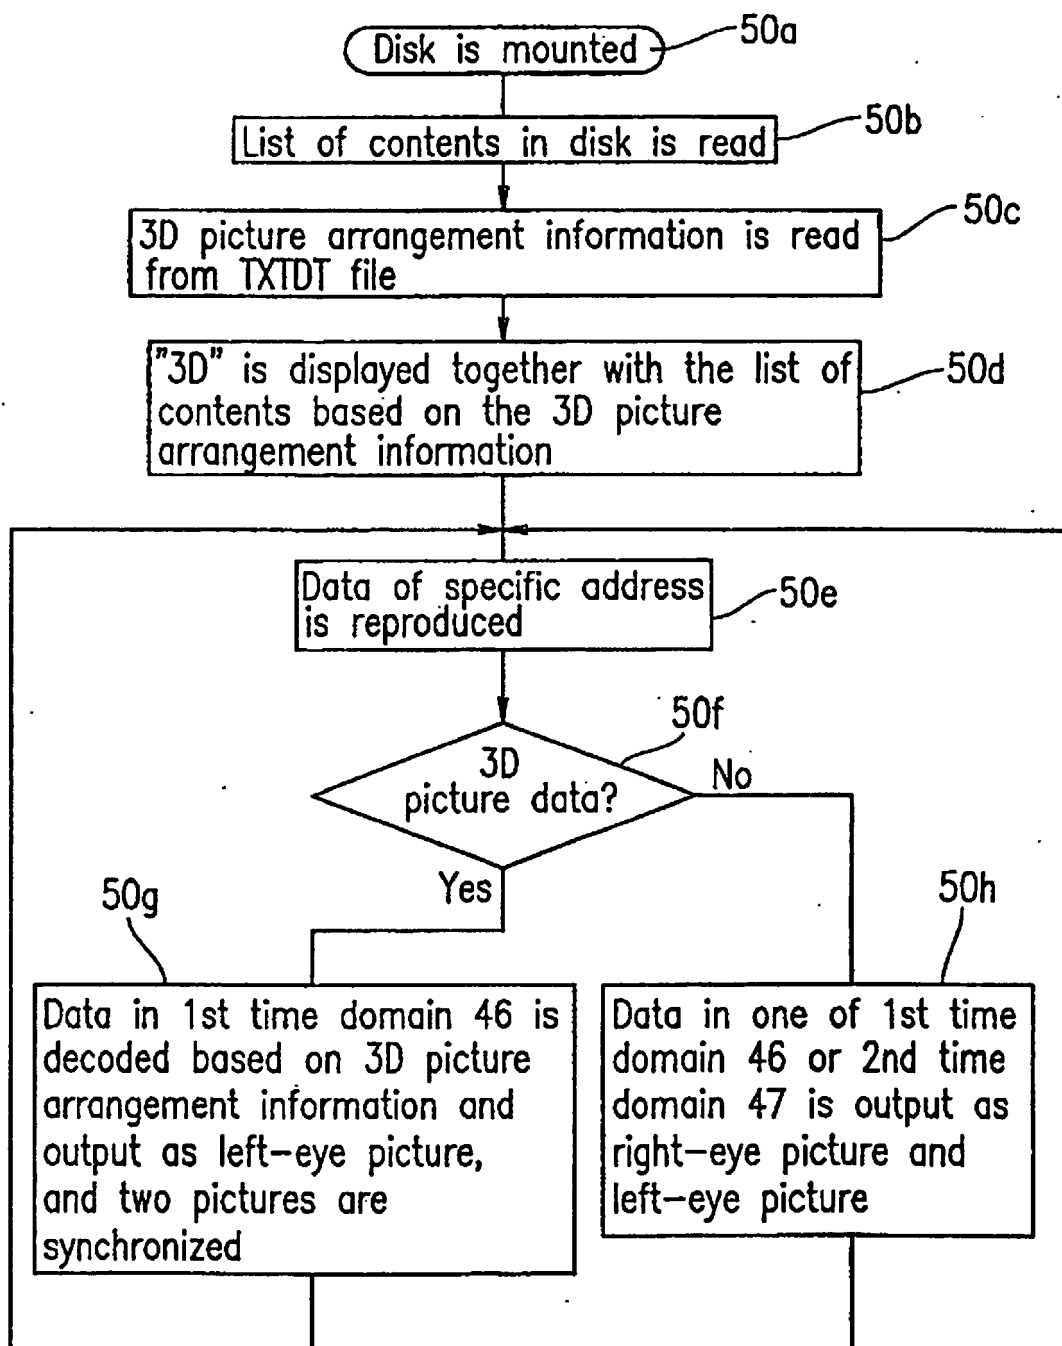 Disk is mounted
50a
List of contents in disk is read
50b
3D picture arrangement information is read
from TXTDT file
50c
"3D" is displayed together with the list of
contents based on the 3D picture
arrangement information
50d
Data of specific address
is reproduced
50e
3D
picture data?
50f
No
Yes
50g
Data in 1st time domain 46 is
decoded based on 3D picture
arrangement information and
output as left-eye picture,
and two pictures are
synchronized
50h
Data in one of 1st time
domain 46 or 2nd time
domain 47 is output as
right-eye picture and
left-eye picture